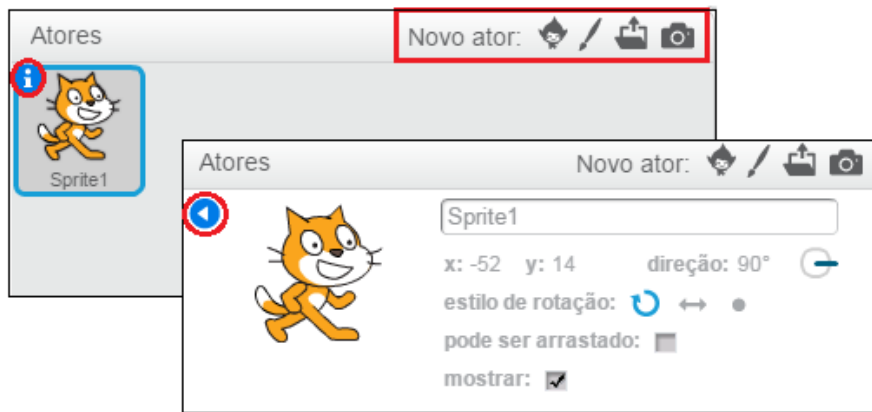 Atores Novo ator:
Sprite1
Atores Novo ator:
Sprite1
x: -52 y: 14 direção: 90°
estilo de rotação:
pode ser arrastado:
mostrar: